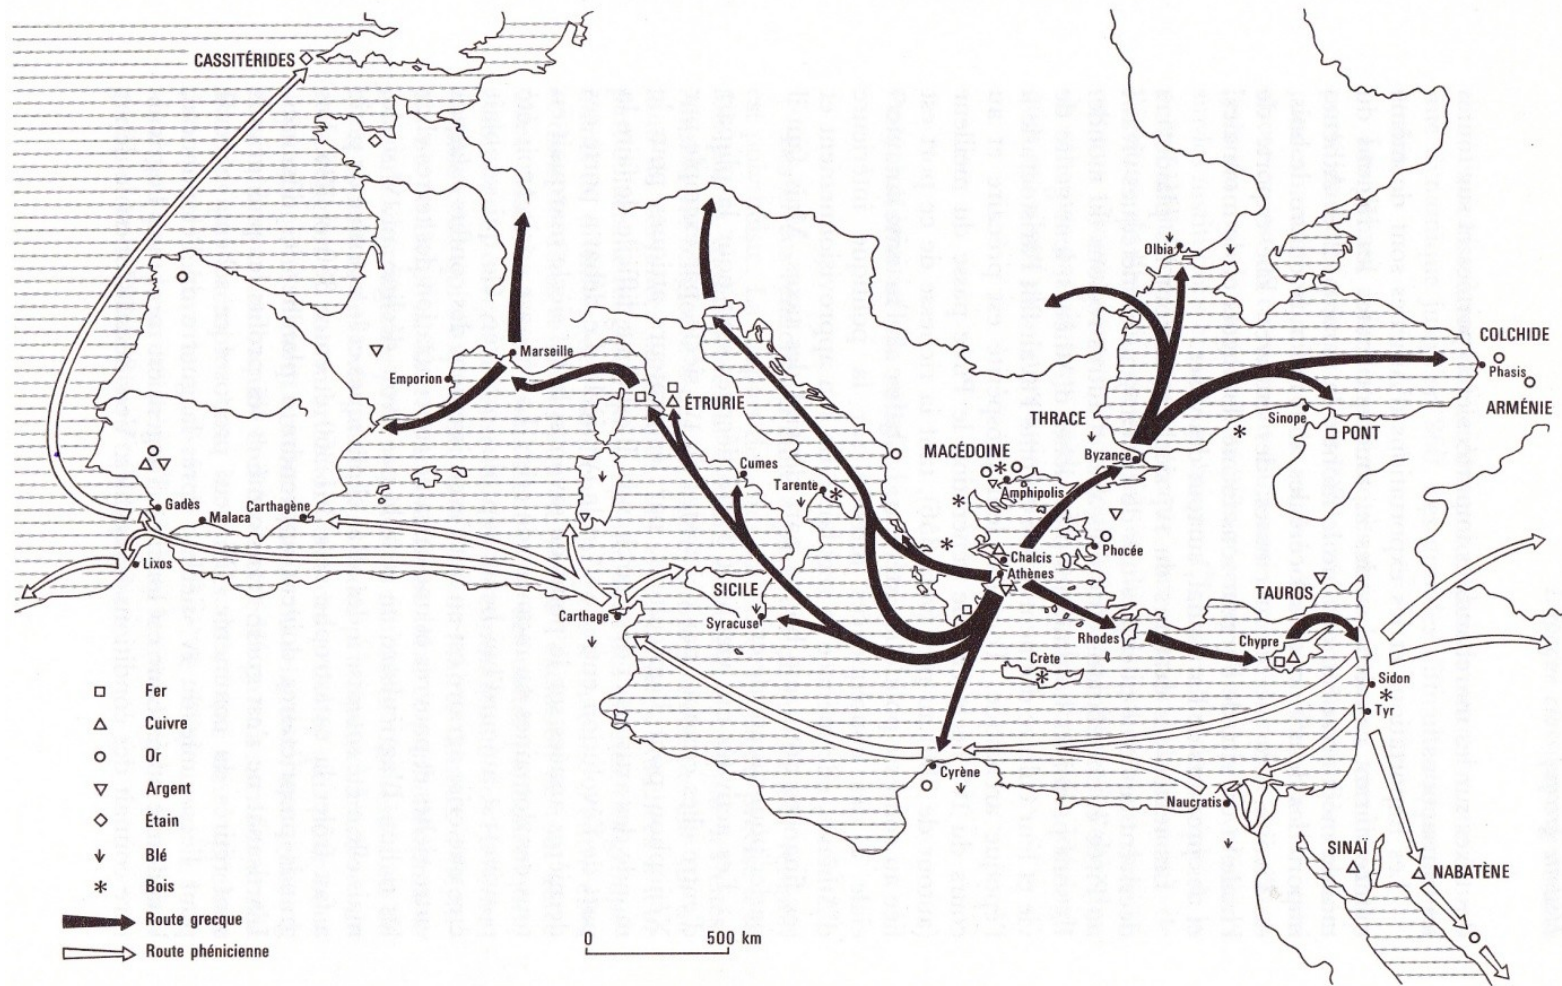 CASSITÉRIDES
Marseille
Emporion
ÉTRURIE
Cumes
Tarente
Gadès
Malaca
Carthagène
Lixos
Carthage
SICILE
Syracuse
Olbia
COLCHIDE
Phasis
ARMÉNIE
Sinope
PONT
THRACE
Byzance
MACÉDOINE
Amphipolis
Chalcis
Athènes
Phocée
TAUROS
Rhodes
Chypre
Crète
Sidon
Tyr
Cyrène
Naucratis
SINAÏ
NABATÈNE
Fer
Cuivre
Or
Argent
Étain
Blé
Bois
Route grecque
Route phénicienne
0 500 km